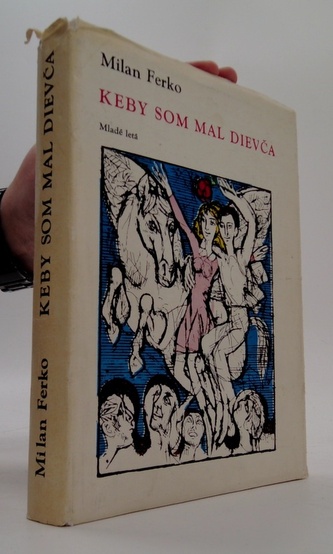 Milan Ferko
KEBY SOM MAL DIEVČA
Mladé letá
Milan Ferko KEBY SOM MAL DIEVČA